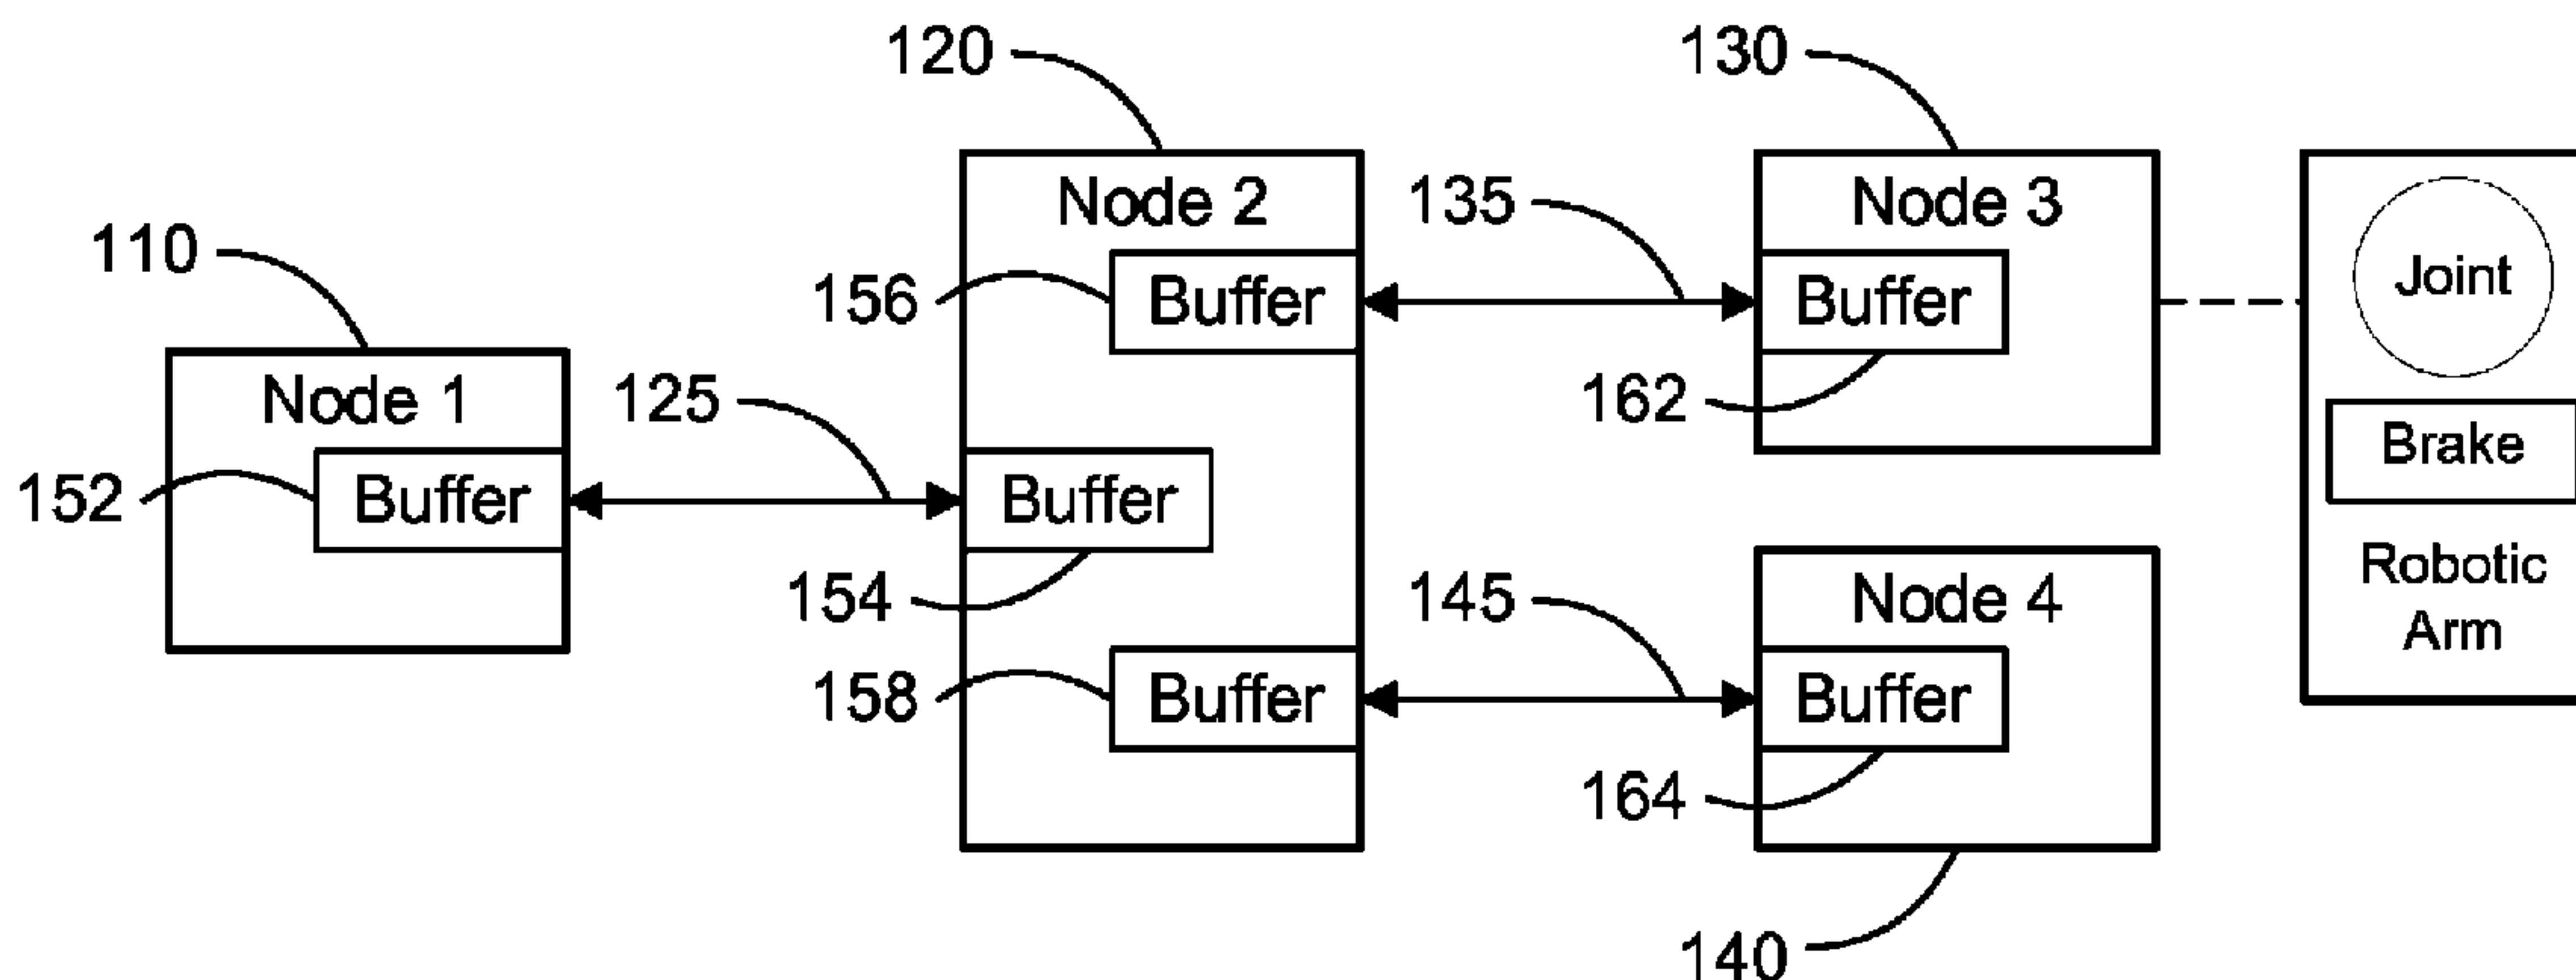 120
130
110
Node 2
135
Node 3
156
Buffer
Buffer
Joint
Node 1
125
162
Brake
152
Buffer
Buffer
Robotic
Arm
154
145
Node 4
158
Buffer
Buffer
164
140